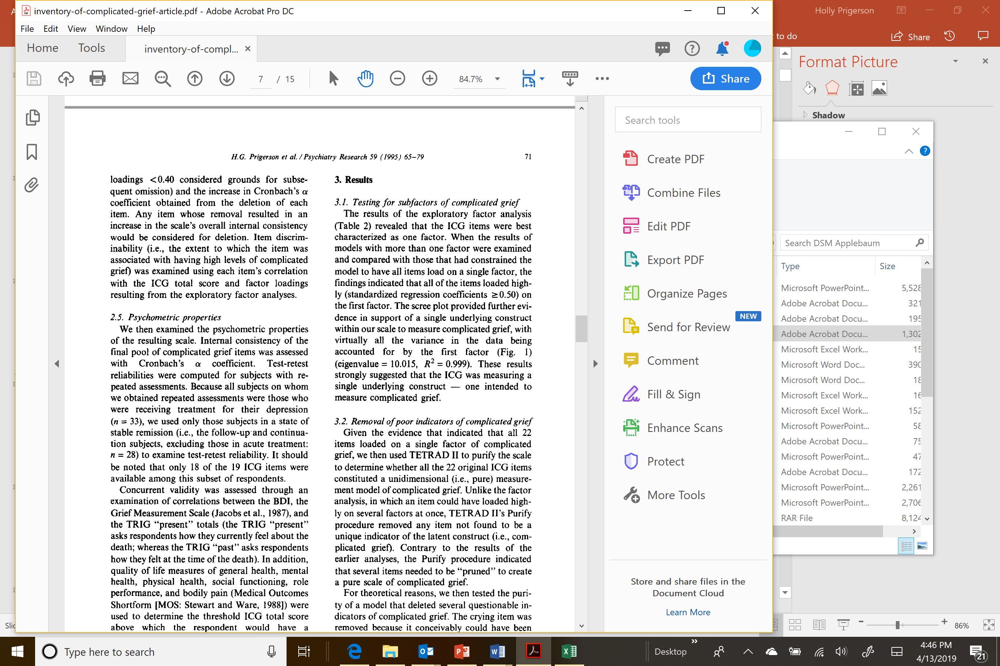 inventory-of-complicated-grief-article.pdf - Adobe Acrobat Pro DC
File Edit View Window Help
Home Tools inventory-of-compl... ×
7 / 15 84.7% Share
H.G. Prigerson et al. / Psychiatry Research 59 (1995) 65–79 71
loadings <0.40 considered grounds for subse-
quent omission) and the increase in Cronbach's α
coefficient obtained from the deletion of each
item. Any item whose removal resulted in an
increase in the scale's overall internal consistency
would be considered for deletion. Item discrim-
inability (i.e., the extent to which the item was
associated with having high levels of complicated
grief) was examined using each item's correlation
with the ICG total score and factor loadings
resulting from the exploratory factor analyses.
2.5. Psychometric properties
We then examined the psychometric properties
of the resulting scale. Internal consistency of the
final pool of complicated grief items was assessed
with Cronbach's α coefficient. Test-retest
reliabilities were computed for subjects with re-
peated assessments. Because all subjects on whom
we obtained repeated assessments were those who
were receiving treatment for their depression
(n = 33), we used only those subjects in a state of
stable remission (i.e., the follow-up and continua-
tion subjects, excluding those in acute treatment:
n = 28) to examine test-retest reliability. It should
be noted that only 18 of the 19 ICG items were
available among this subset of respondents.
Concurrent validity was assessed through an
examination of correlations between the BDI, the
Grief Measurement Scale (Jacobs et al., 1987), and
the TRIG "present" totals (the TRIG "present"
asks respondents how they currently feel about the
death; whereas the TRIG "past" asks respondents
how they felt at the time of the death). In addition,
quality of life measures of general health, mental
health, physical health, social functioning, role
performance, and bodily pain (Medical Outcomes
Shortform [MOS: Stewart and Ware, 1988]) were
used to determine the threshold ICG total score
above which the respondent would have a
3. Results
3.1. Testing for subfactors of complicated grief
The results of the exploratory factor analysis
(Table 2) revealed that the ICG items were best
characterized as one factor. When the results of
models with more than one factor were examined
and compared with those that had constrained the
model to have all items load on a single factor, the
findings indicated that all of the items loaded high-
ly (standardized regression coefficients ≥0.50) on
the first factor. The scree plot provided further evi-
dence in support of a single underlying construct
within our scale to measure complicated grief, with
virtually all the variance in the data being
accounted for by the first factor (Fig. 1)
(eigenvalue = 10.015, R² = 0.999). These results
strongly suggested that the ICG was measuring a
single underlying construct — one intended to
measure complicated grief.
3.2. Removal of poor indicators of complicated grief
Given the evidence that indicated that all 22
items loaded on a single factor of complicated
grief, we then used TETRAD II to purify the scale
to determine whether all the 22 original ICG items
constituted a unidimensional (i.e., pure) measure-
ment model of complicated grief. Unlike the factor
analysis, in which an item could have loaded high-
ly on several factors at once, TETRAD II's Purify
procedure removed any item not found to be a
unique indicator of the latent construct (i.e., com-
plicated grief). Contrary to the results of the
earlier analyses, the Purify procedure indicated
that several items needed to be "pruned" to create
a pure scale of complicated grief.
For theoretical reasons, we then tested the puri-
ty of a model that deleted several questionable in-
dicators of complicated grief. The crying item was
removed because it conceivably could have been
Search tools
Create PDF
Combine Files
Edit PDF
Export PDF
Organize Pages
NEW
Send for Review
Comment
Fill & Sign
Enhance Scans
Protect
More Tools
Store and share files in the
Document Cloud
Learn More
Holly Prigerson
to do Share
Format Picture
Shadow
Search DSM Applebaum
Type Size
Microsoft PowerPoint... 5,528
Adobe Acrobat Docu... 321
Adobe Acrobat Docu... 195
Adobe Acrobat Docu... 1,302
Microsoft Excel Work... 15
Microsoft Word Doc... 390
Microsoft Word Doc... 18
Microsoft Excel Work... 16
Microsoft Excel Work... 152
Microsoft PowerPoint... 58
Adobe Acrobat Docu... 75
Microsoft PowerPoint... 47
Adobe Acrobat Docu... 172
Microsoft PowerPoint... 2,261
Microsoft PowerPoint... 2,706
RAR File 8,124
86%
Type here to search
Desktop
4:46 PM
4/13/2019
21